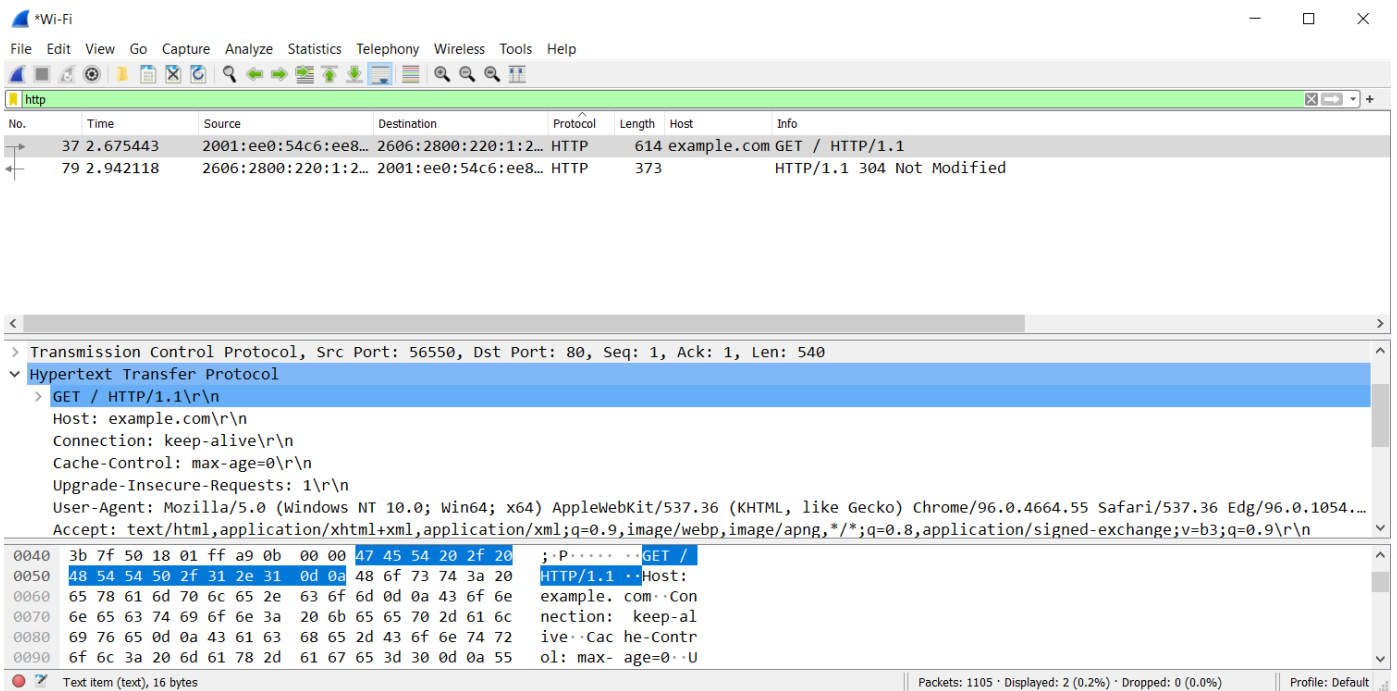 *Wi-Fi
File Edit View Go Capture Analyze Statistics Telephony Wireless Tools Help
http
No. Time Source Destination Protocol Length Host Info
37 2.675443 2001:ee0:54c6:ee8… 2606:2800:220:1:2… HTTP 614 example.com GET / HTTP/1.1
79 2.942118 2606:2800:220:1:2… 2001:ee0:54c6:ee8… HTTP 373 HTTP/1.1 304 Not Modified
Transmission Control Protocol, Src Port: 56550, Dst Port: 80, Seq: 1, Ack: 1, Len: 540
Hypertext Transfer Protocol
GET / HTTP/1.1\r\n
Host: example.com\r\n
Connection: keep-alive\r\n
Cache-Control: max-age=0\r\n
Upgrade-Insecure-Requests: 1\r\n
User-Agent: Mozilla/5.0 (Windows NT 10.0; Win64; x64) AppleWebKit/537.36 (KHTML, like Gecko) Chrome/96.0.4664.55 Safari/537.36 Edg/96.0.1054.…
Accept: text/html,application/xhtml+xml,application/xml;q=0.9,image/webp,image/apng,*/*;q=0.8,application/signed-exchange;v=b3;q=0.9\r\n
0040 3b 7f 50 18 01 ff a9 0b 00 00 47 45 54 20 2f 20 ;·P····· ··GET /
0050 48 54 54 50 2f 31 2e 31 0d 0a 48 6f 73 74 3a 20 HTTP/1.1 ··Host:
0060 65 78 61 6d 70 6c 65 2e 63 6f 6d 0d 0a 43 6f 6e example. com··Con
0070 6e 65 63 74 69 6f 6e 3a 20 6b 65 65 70 2d 61 6c nection: keep-al
0080 69 76 65 0d 0a 43 61 63 68 65 2d 43 6f 6e 74 72 ive··Cac he-Contr
0090 6f 6c 3a 20 6d 61 78 2d 61 67 65 3d 30 0d 0a 55 ol: max- age=0··U
Text item (text), 16 bytes Packets: 1105 · Displayed: 2 (0.2%) · Dropped: 0 (0.0%) Profile: Default